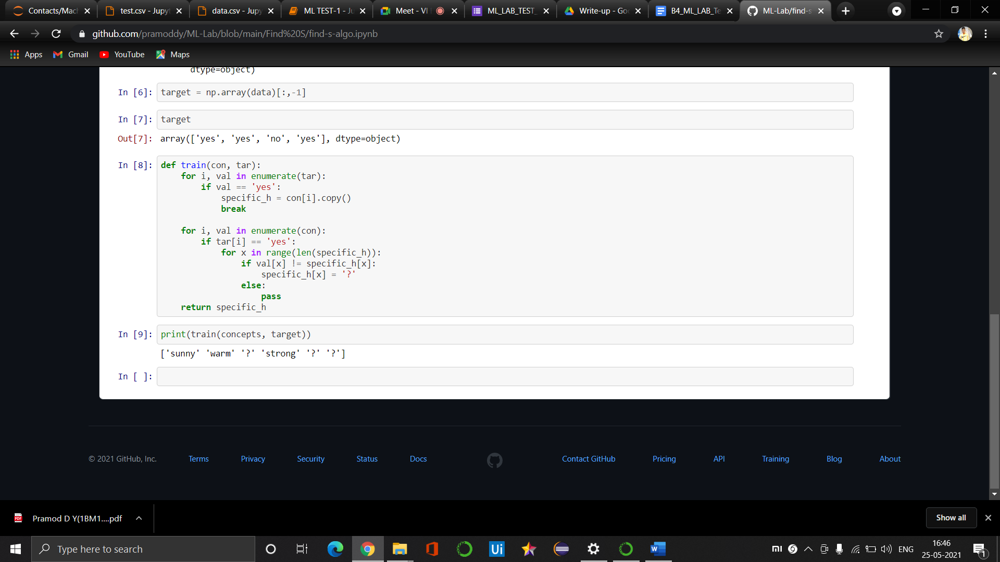 Contacts/Mach
test.csv - Jupyt
data.csv - Jupy
ML TEST-1 - Ju
Meet - VI
ML_LAB_TEST_
Write-up - Goo
B4_ML_LAB_Te
ML-Lab/find-s
github.com/pramoddy/ML-Lab/blob/main/Find%20S/find-s-algo.ipynb
Apps
Gmail
YouTube
Maps
dtype=object)
In [6]: target = np.array(data)[:,-1]
In [7]: target
Out[7]: array(['yes', 'yes', 'no', 'yes'], dtype=object)
In [8]: def train(con, tar):
for i, val in enumerate(tar):
if val == 'yes':
specific_h = con[i].copy()
break
for i, val in enumerate(con):
if tar[i] == 'yes':
for x in range(len(specific_h)):
if val[x] != specific_h[x]:
specific_h[x] = '?'
else:
pass
return specific_h
In [9]: print(train(concepts, target))
['sunny' 'warm' '?' 'strong' '?' '?']
In [ ]:
© 2021 GitHub, Inc.
Terms
Privacy
Security
Status
Docs
Contact GitHub
Pricing
API
Training
Blog
About
PDF
Pramod D Y(1BM1....pdf
Show all
Type here to search
Ui
W
mi
ENG
16:46
25-05-2021
1